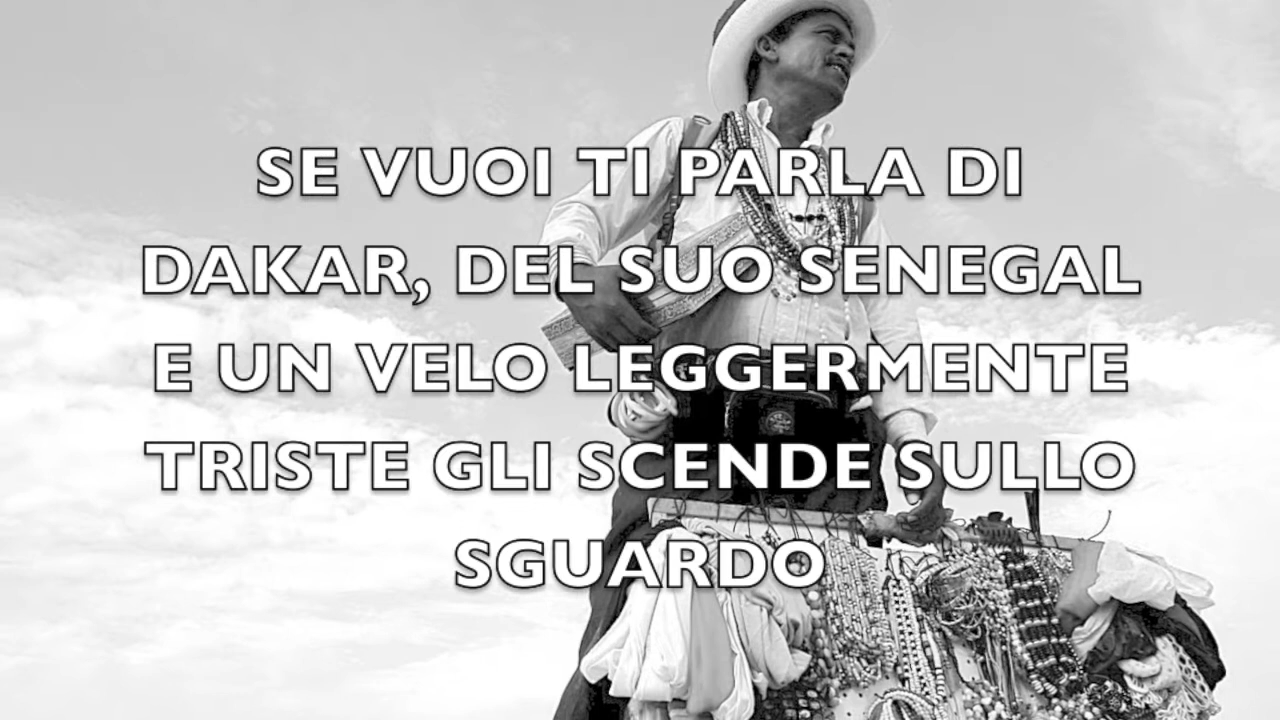 SE VUOI TI PARLA DI
DAKAR, DEL SUO SENEGAL
E UN VELO LEGGERMENTE
TRISTE GLI SCENDE SULLO
SGUARDO